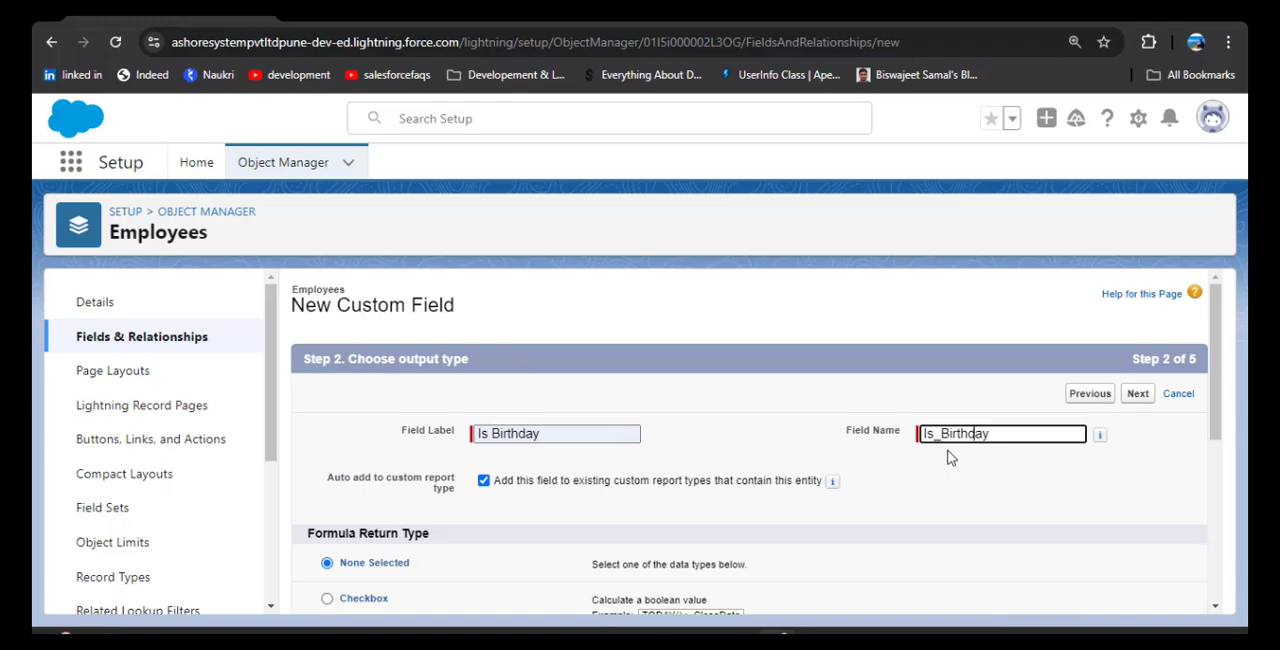 ashoresystempvtltdpune-dev-ed.lightning.force.com/lightning/setup/ObjectManager/01I5i000002L3OG/FieldsAndRelationships/new
linked in Indeed Naukri development salesforcefaqs Developement & L... Everything About D... UserInfo Class | Ape... Biswajeet Samal's Bl... All Bookmarks
Search Setup
Setup Home Object Manager
SETUP > OBJECT MANAGER
Employees
Details
Fields & Relationships
Page Layouts
Lightning Record Pages
Buttons, Links, and Actions
Compact Layouts
Field Sets
Object Limits
Record Types
Related Lookup Filters
Employees
New Custom Field
Help for this Page
Step 2. Choose output type Step 2 of 5
Previous Next Cancel
Field Label Is Birthday Field Name Is_Birthday
Auto add to custom report type Add this field to existing custom report types that contain this entity
Formula Return Type
None Selected Select one of the data types below.
Checkbox Calculate a boolean value
Example: TODAY() > CloseDate